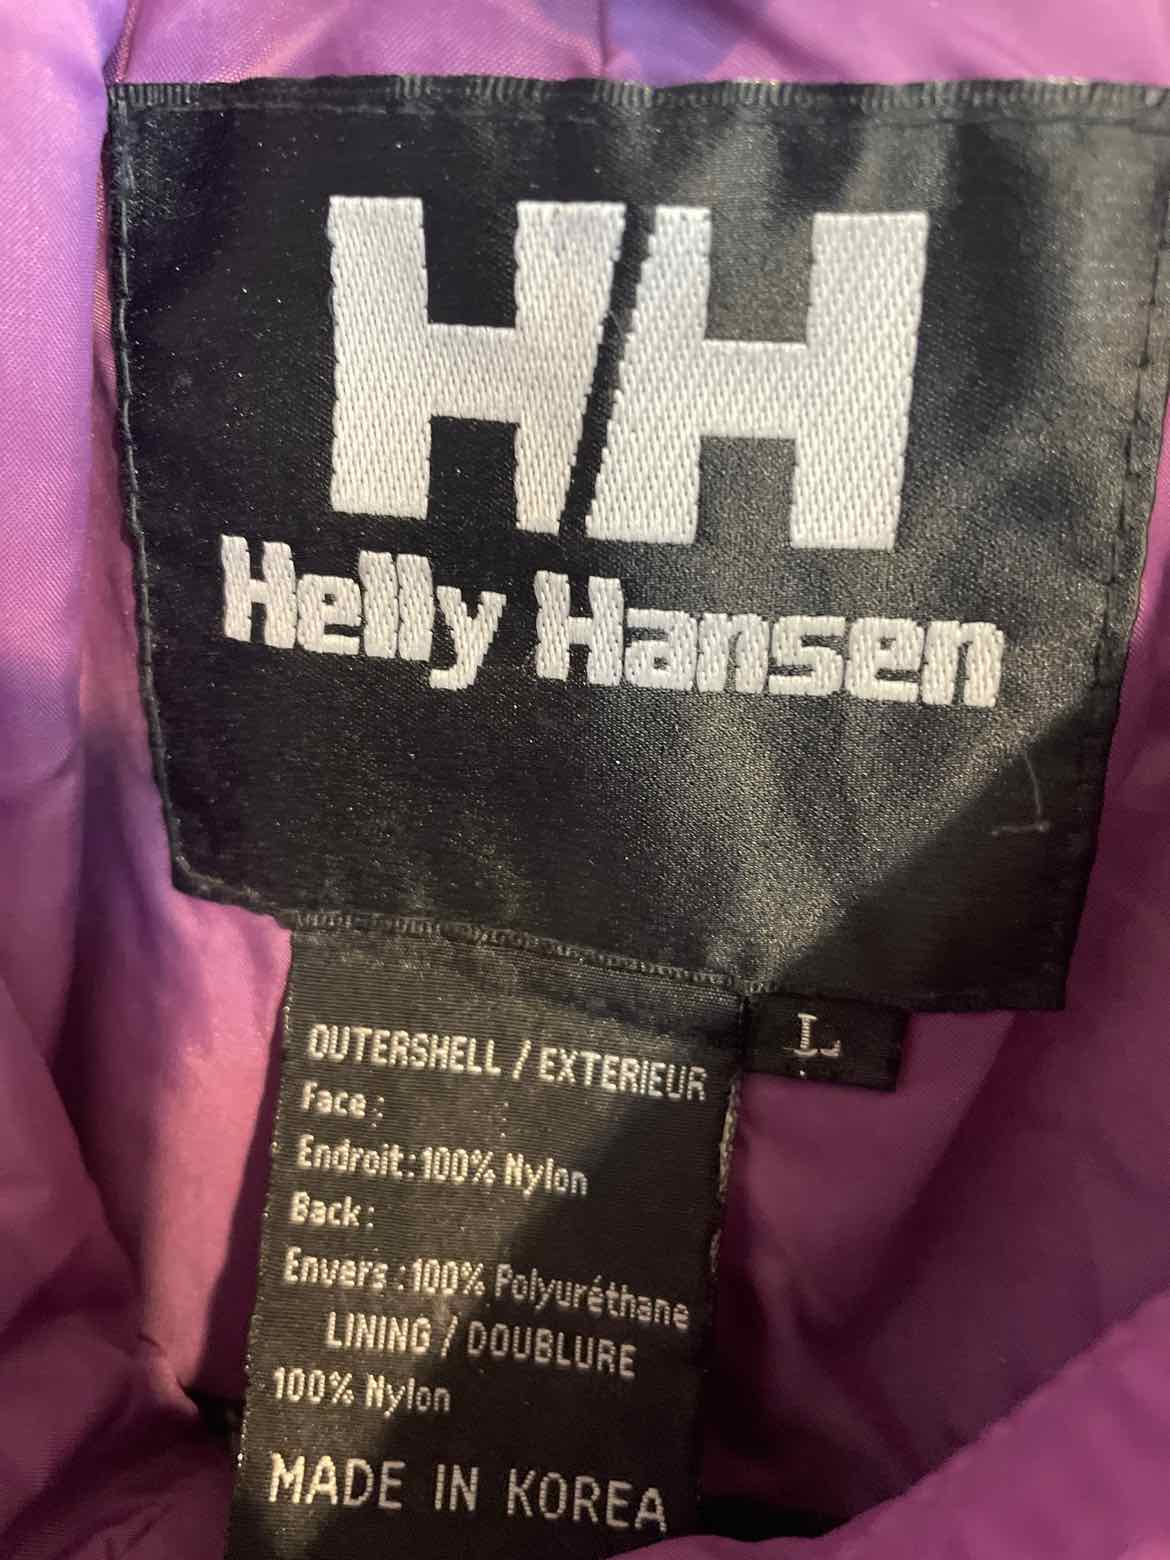 HH
Helly Hansen
L
OUTERSHELL / EXTERIEUR
Face :
Endroit : 100% Nylon
Back :
Envers : 100% Polyuréthane
LINING / DOUBLURE
100% Nylon
MADE IN KOREA